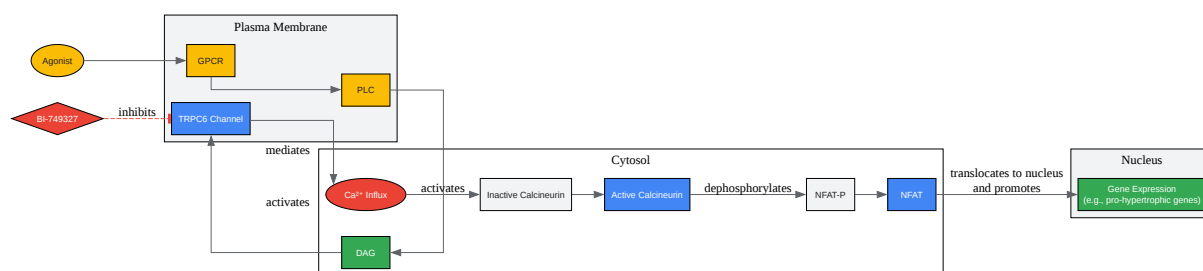 Plasma Membrane
Agonist
GPCR
PLC
BI-749327
inhibits
TRPC6 Channel
mediates
Cytosol
Nucleus
activates
Ca²⁺ Influx
activates
Inactive Calcineurin
Active Calcineurin
dephosphorylates
NFAT-P
NFAT
translocates to nucleus
and promotes
Gene Expression
(e.g., pro-hypertrophic genes)
DAG